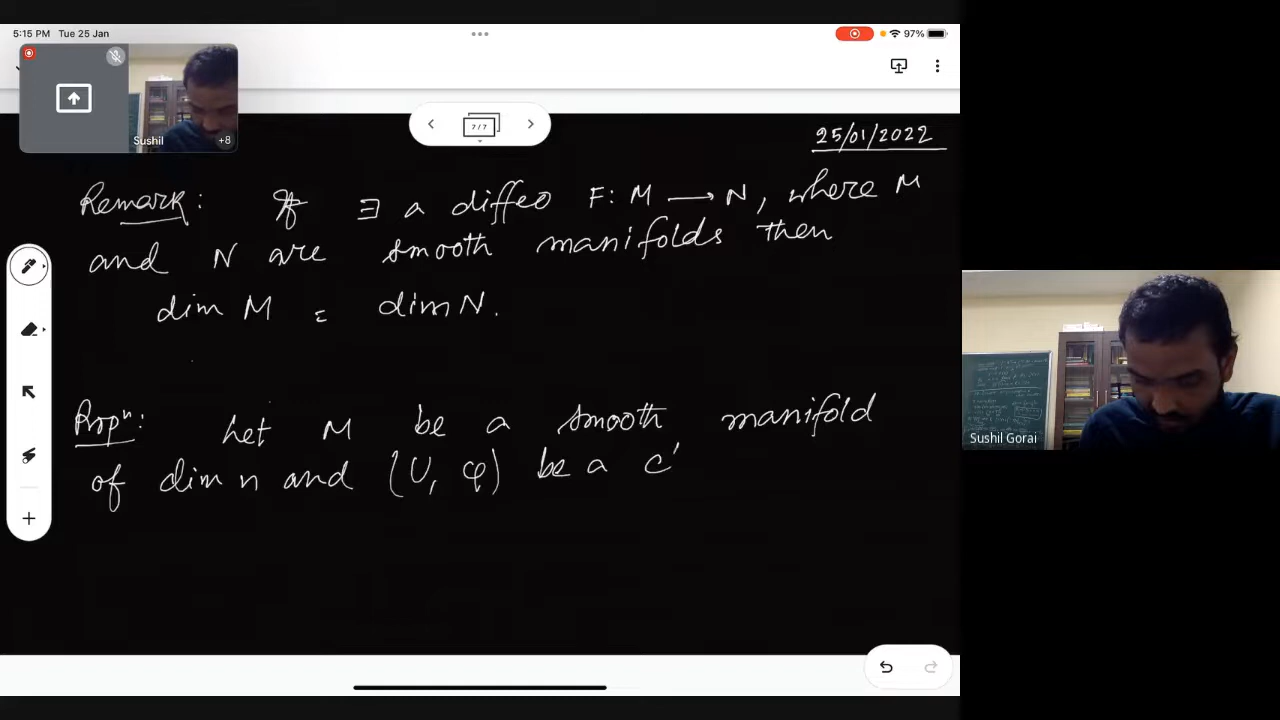 5:15 PM Tue 25 Jan
97%
Sushil
+8
7/7
25/01/2022
Remark: If ∃ a diffeo F: M → N, where M
and N are smooth manifolds then
dim M = dim N.
Propⁿ: Let M be a smooth manifold
of dim n and (U, φ) be a c'
Sushil Gorai